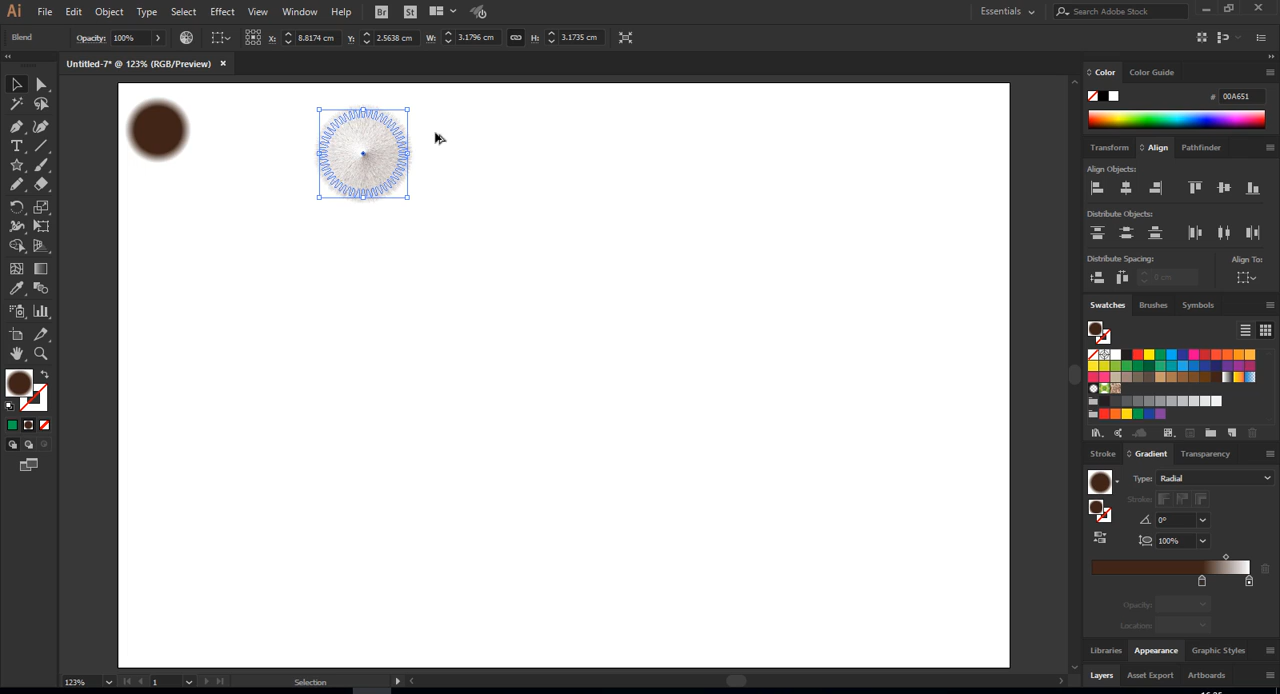 Ai File Edit Object Type Select Effect View Window Help Br St Essentials Search Adobe Stock
Blend Opacity: 100% X: 8.8174 cm Y: 2.5638 cm W: 3.1796 cm H: 3.1735 cm
Untitled-7* @ 123% (RGB/Preview) ×
Color Color Guide
# 00A651
Transform Align Pathfinder
Align Objects:
Distribute Objects:
Distribute Spacing: Align To:
0 cm
Swatches Brushes Symbols
Stroke Gradient Transparency
Type: Radial
Stroke:
0°
100%
Opacity:
Location:
Libraries Appearance Graphic Styles
Layers Asset Export Artboards
123% 1 Selection